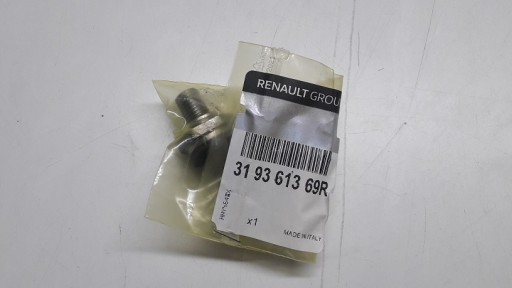 RENAULT GROU
31 93 613 69R
x1
MADE IN ITALY